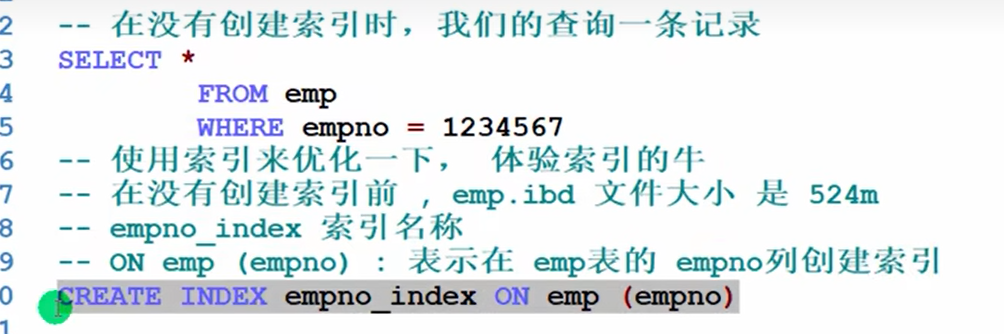 2 -- 在没有创建索引时，我们的查询一条记录
3 SELECT *
4 FROM emp
5 WHERE empno = 1234567
6 -- 使用索引来优化一下， 体验索引的牛
7 -- 在没有创建索引前 , emp.ibd 文件大小 是 524m
8 -- empno_index 索引名称
9 -- ON emp (empno) : 表示在 emp表的 empno列创建索引
0 CREATE INDEX empno_index ON emp (empno)
1